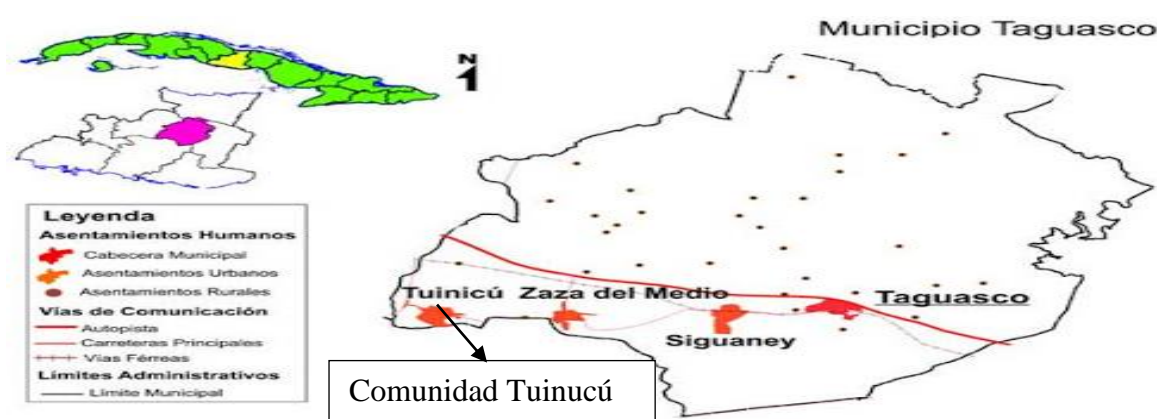 Municipio Taguasco
N
Leyenda
Asentamientos Humanos
Cabecera Municipal
Asentamientos Urbanos
Asentamientos Rurales
Vías de Comunicación
Autopista
Carreteras Principales
Vías Férreas
Límites Administrativos
Límite Municipal
Tuinicú Zaza del Medio
Taguasco
Siguaney
Comunidad Tuinucú